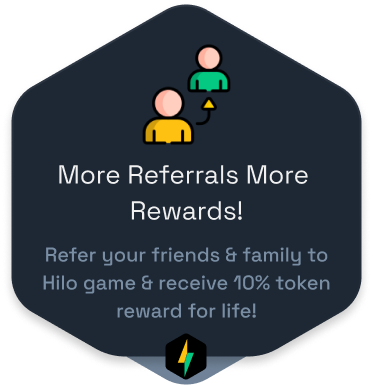 More Referrals More
Rewards!
Refer your friends & family to
Hilo game & receive 10% token
reward for life!